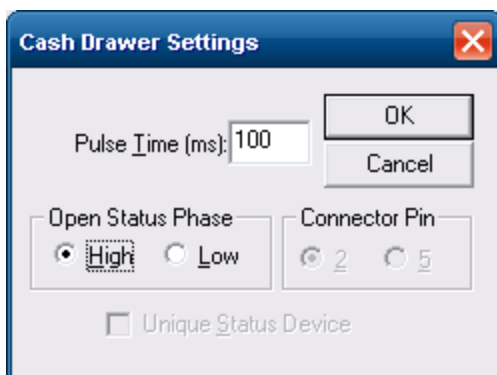 Cash Drawer Settings
Pulse Time (ms): 100
OK
Cancel
Open Status Phase
High Low
Connector Pin
2 5
Unique Status Device